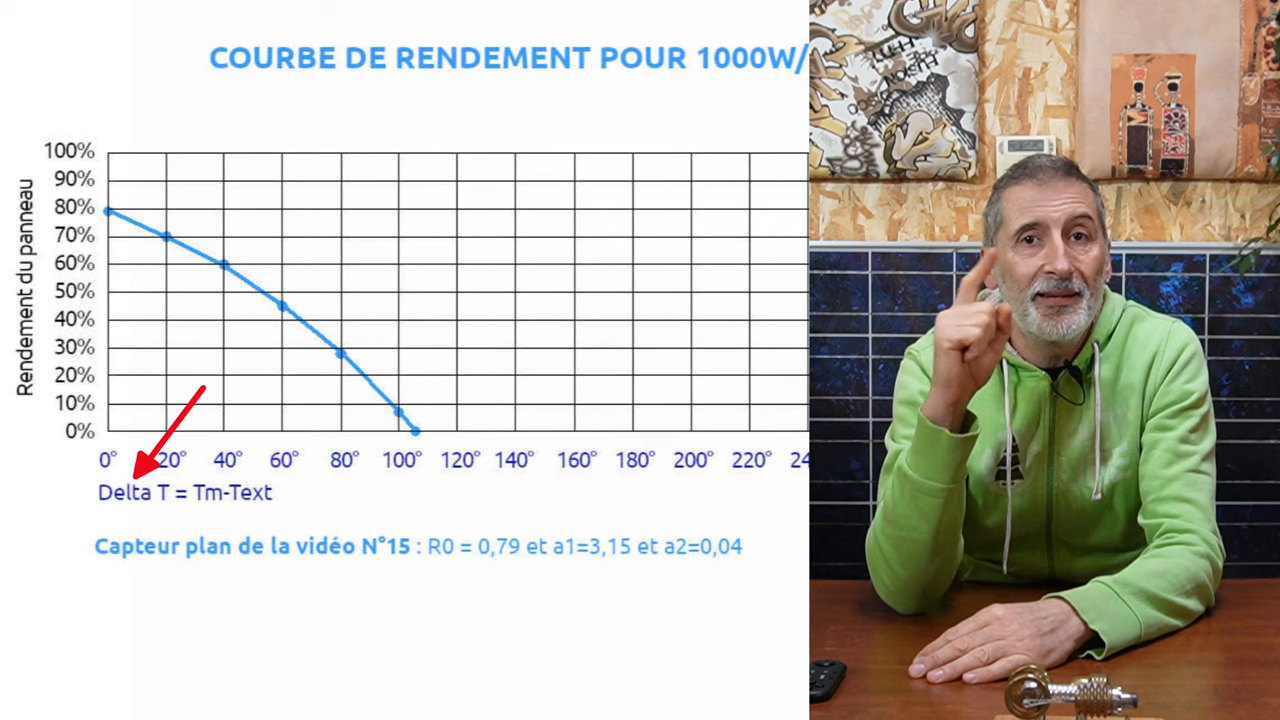 COURBE DE RENDEMENT POUR 1000W/
Rendement du panneau
100%
90%
80%
70%
60%
50%
40%
30%
20%
10%
0%
0° 20° 40° 60° 80° 100° 120° 140° 160° 180° 200° 220° 24
Delta T = Tm-Text
Capteur plan de la vidéo N°15 : R0 = 0,79 et a1=3,15 et a2=0,04